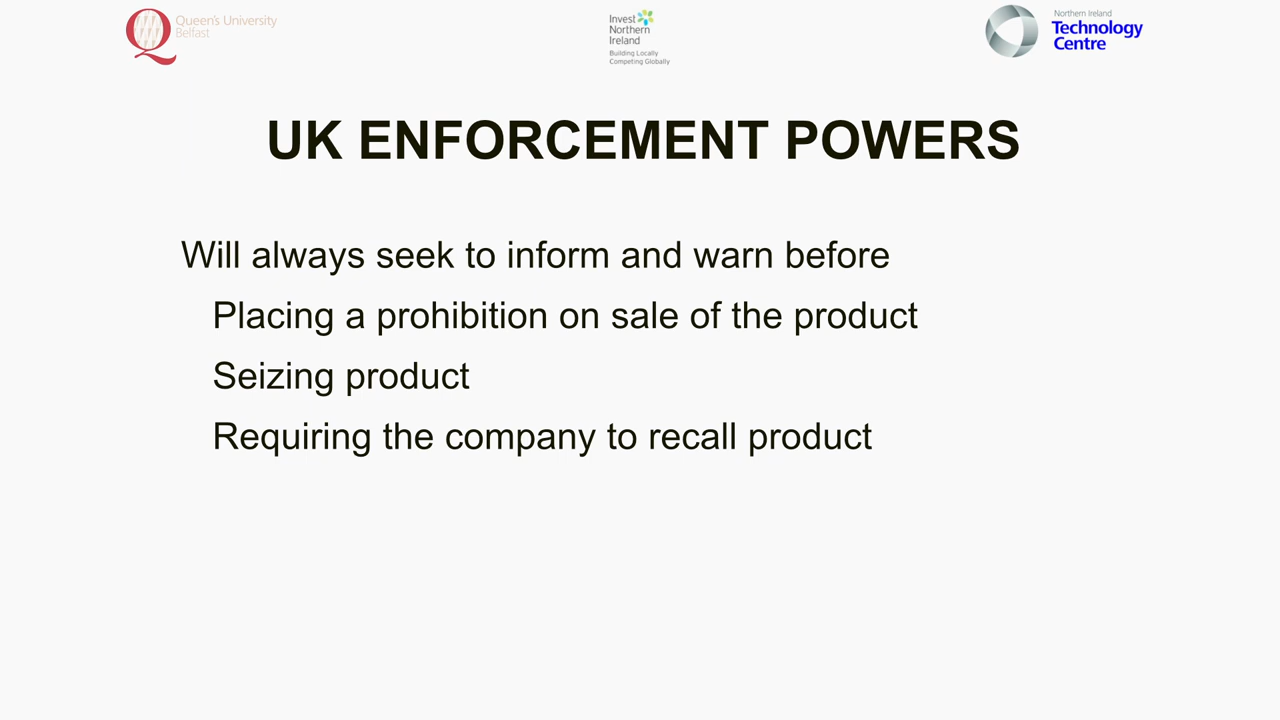 Queen's University
Belfast
Invest
Northern
Ireland
Building Locally
Competing Globally
Northern Ireland
Technology
Centre
UK ENFORCEMENT POWERS
Will always seek to inform and warn before
Placing a prohibition on sale of the product
Seizing product
Requiring the company to recall product